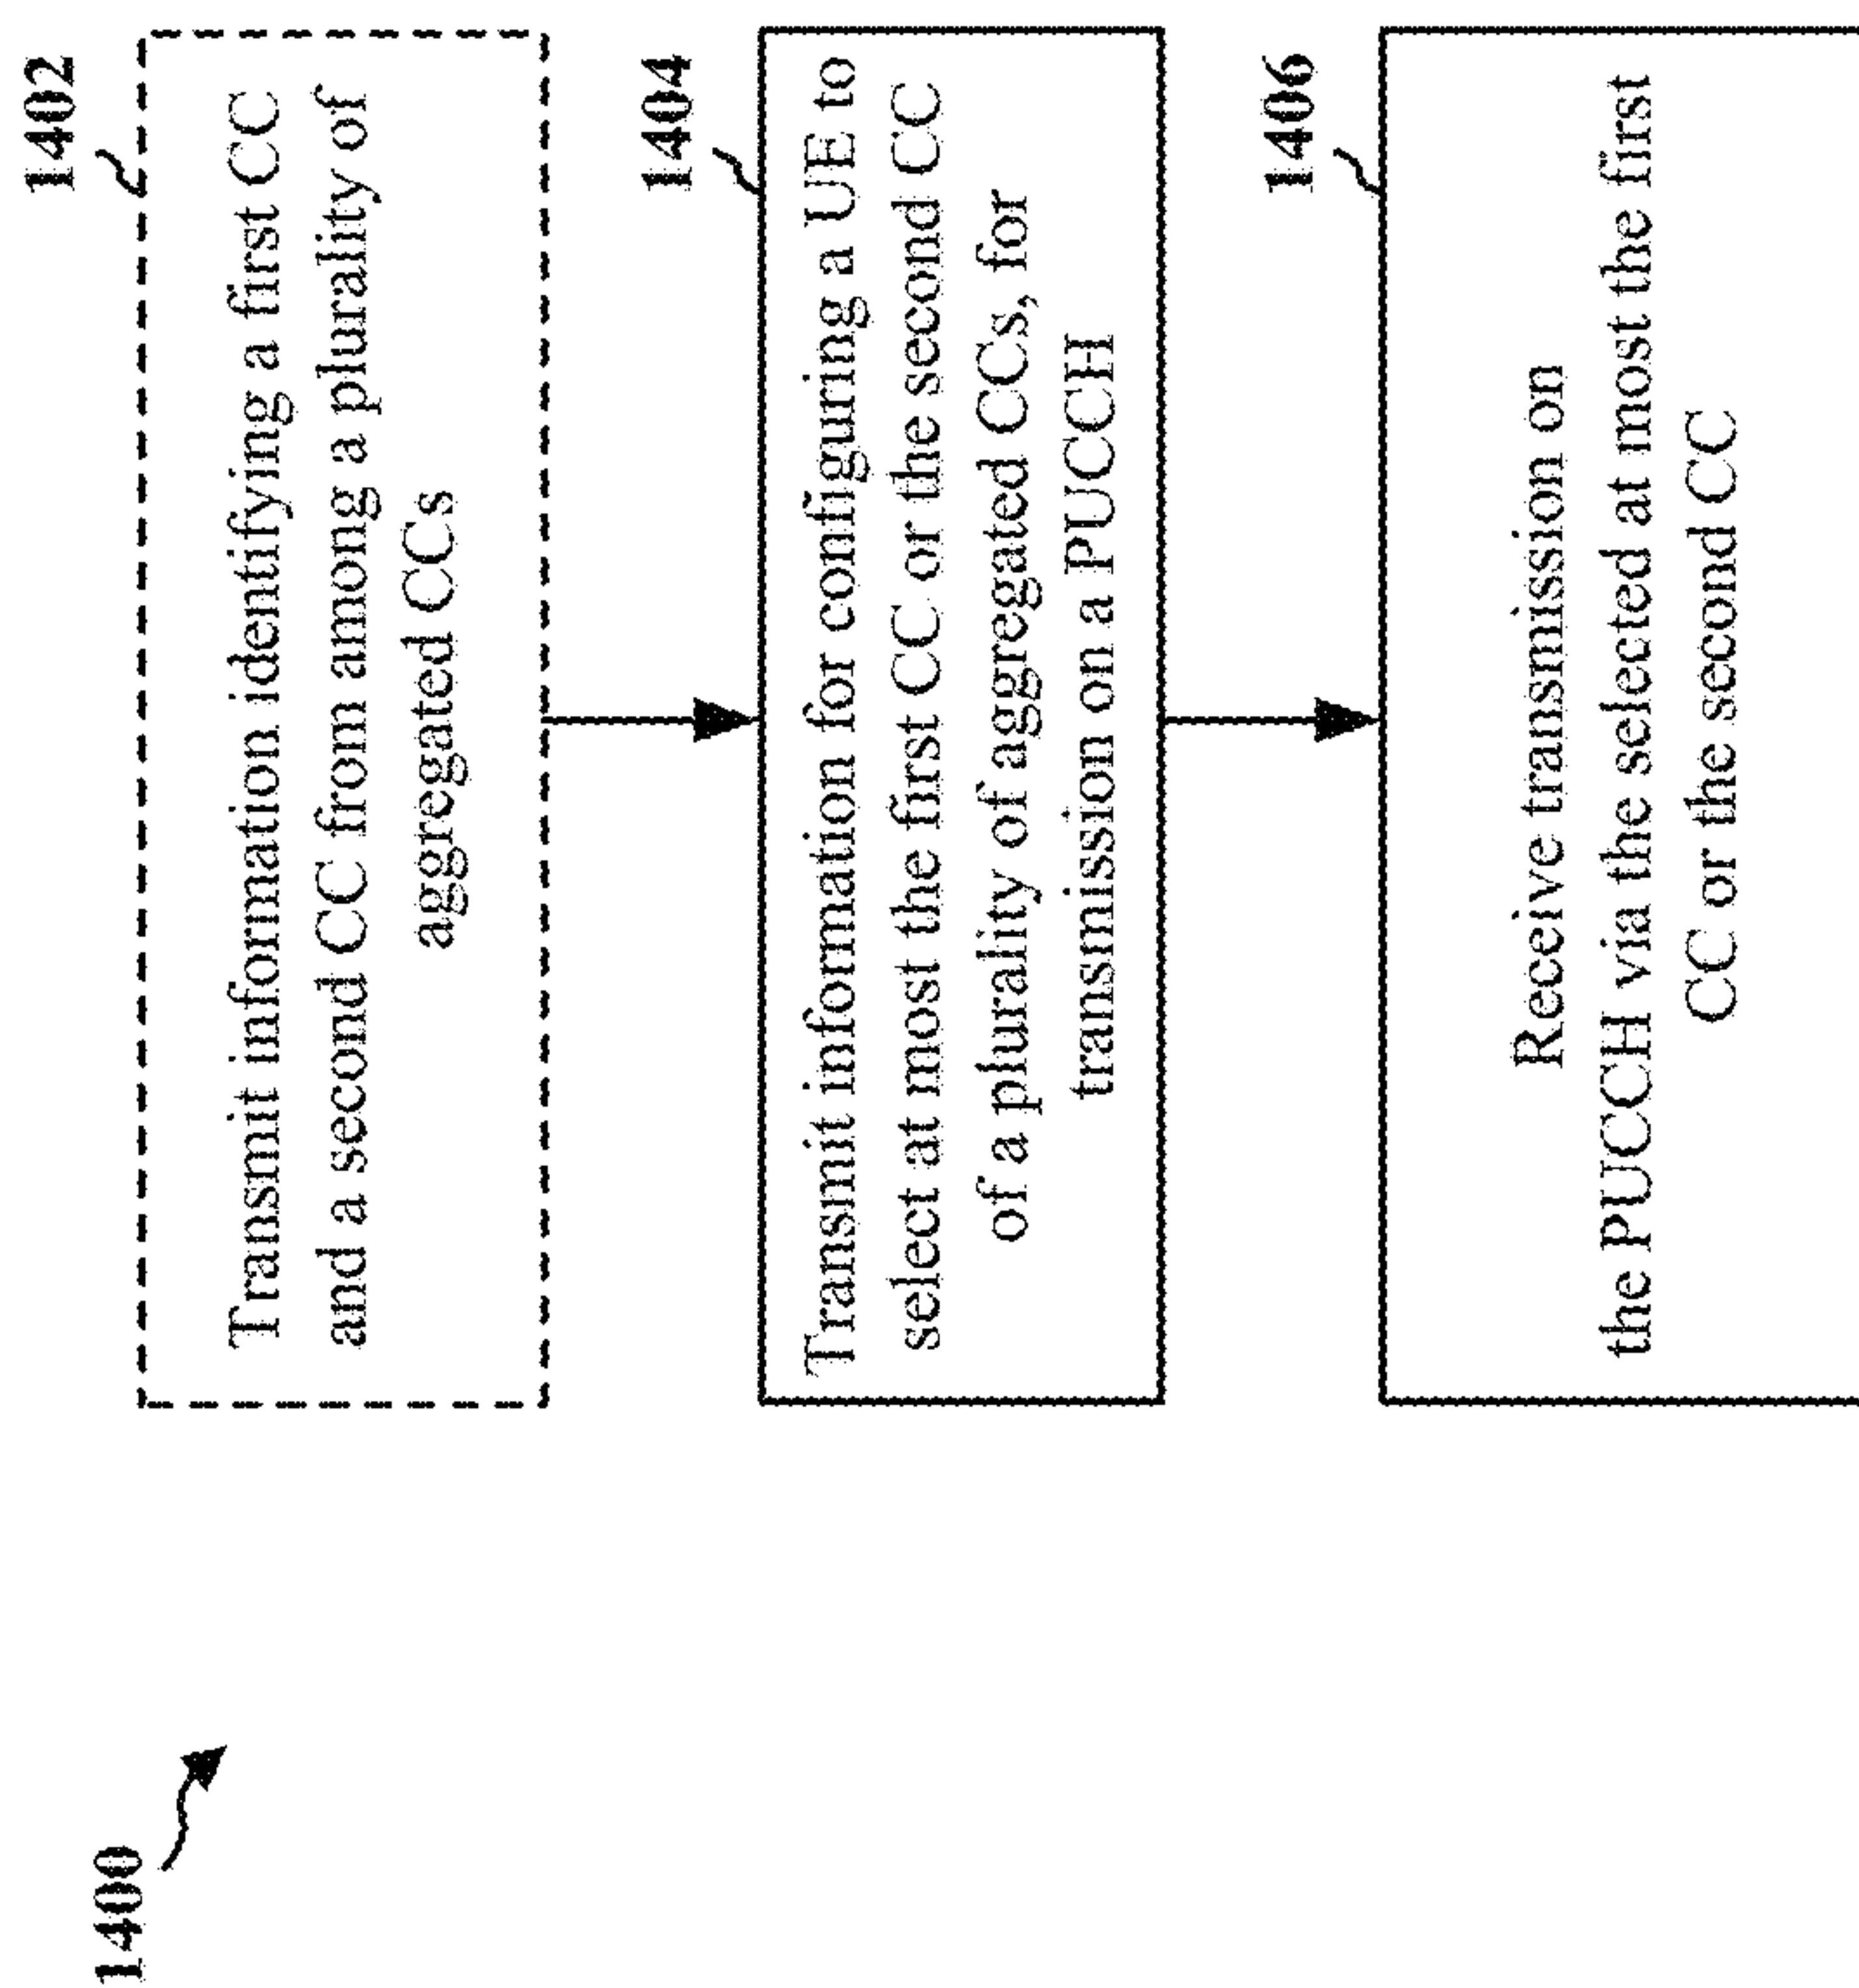 1400
1402
Transmit information identifying a first CC
and a second CC from among a plurality of
aggregated CCs
1404
Transmit information for configuring a UE to
select at most the first CC or the second CC
of a plurality of aggregated CCs, for
transmission on a PUCCH
1406
Receive transmission on
the PUCCH via the selected at most the first
CC or the second CC